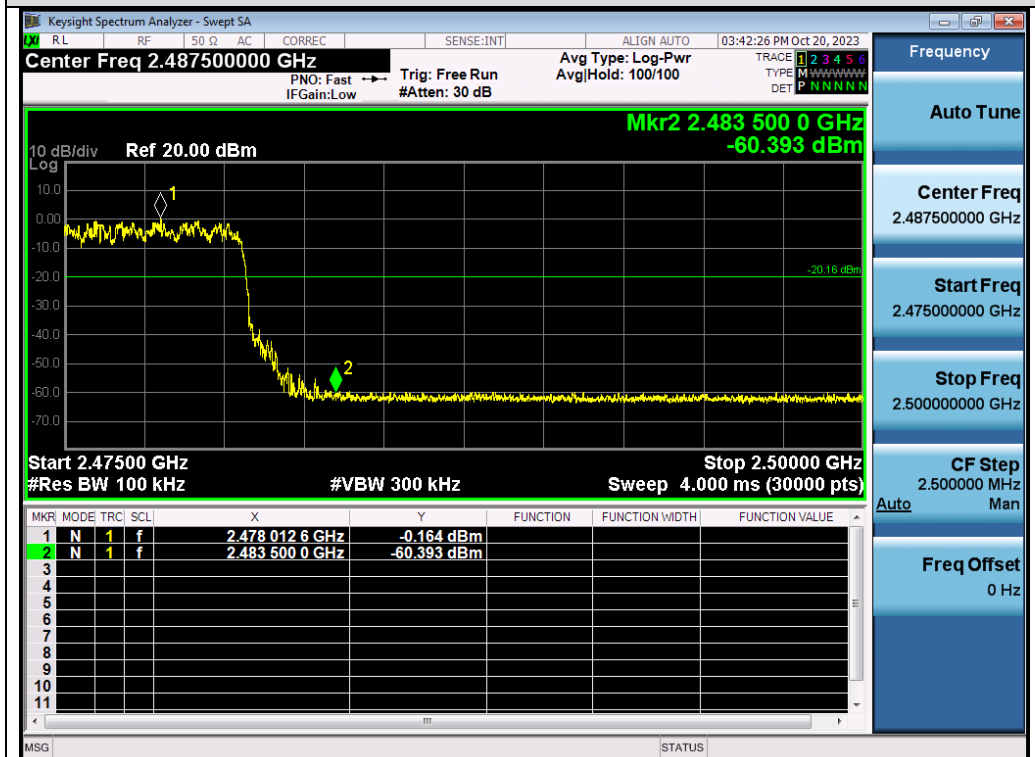 Keysight Spectrum Analyzer - Swept SA
LXI RL RF 50 Ω AC CORREC SENSE:INT ALIGN AUTO 03:42:26 PM Oct 20, 2023
Center Freq 2.487500000 GHz
PNO: Fast
IFGain:Low
Trig: Free Run
#Atten: 30 dB
Avg Type: Log-Pwr
Avg|Hold: 100/100
TRACE 1 2 3 4 5 6
TYPE M WWWWW
DET P N N N N N
Mkr2 2.483 500 0 GHz
-60.393 dBm
10 dB/div Ref 20.00 dBm
Log
10.0
0.00
-10.0
-20.0
-30.0
-40.0
-50.0
-60.0
-70.0
1
2
-20.16 dBm
Start 2.47500 GHz Stop 2.50000 GHz
#Res BW 100 kHz #VBW 300 kHz Sweep 4.000 ms (30000 pts)
MKR MODE TRC SCL X Y FUNCTION FUNCTION WIDTH FUNCTION VALUE
1 N 1 f 2.478 012 6 GHz -0.164 dBm
2 N 1 f 2.483 500 0 GHz -60.393 dBm
3
4
5
6
7
8
9
10
11
MSG STATUS
Frequency
Auto Tune
Center Freq
2.487500000 GHz
Start Freq
2.475000000 GHz
Stop Freq
2.500000000 GHz
CF Step
2.500000 MHz
Auto Man
Freq Offset
0 Hz